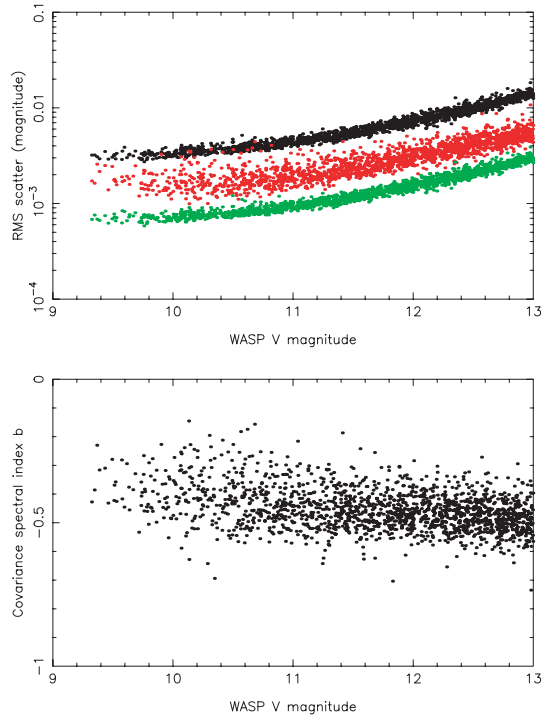 0.1
0.01
10⁻³
10⁻⁴
RMS scatter (magnitude)
9 10 11 12 13
WASP V magnitude
0
−0.5
−1
Covariance spectral index b
9 10 11 12 13
WASP V magnitude